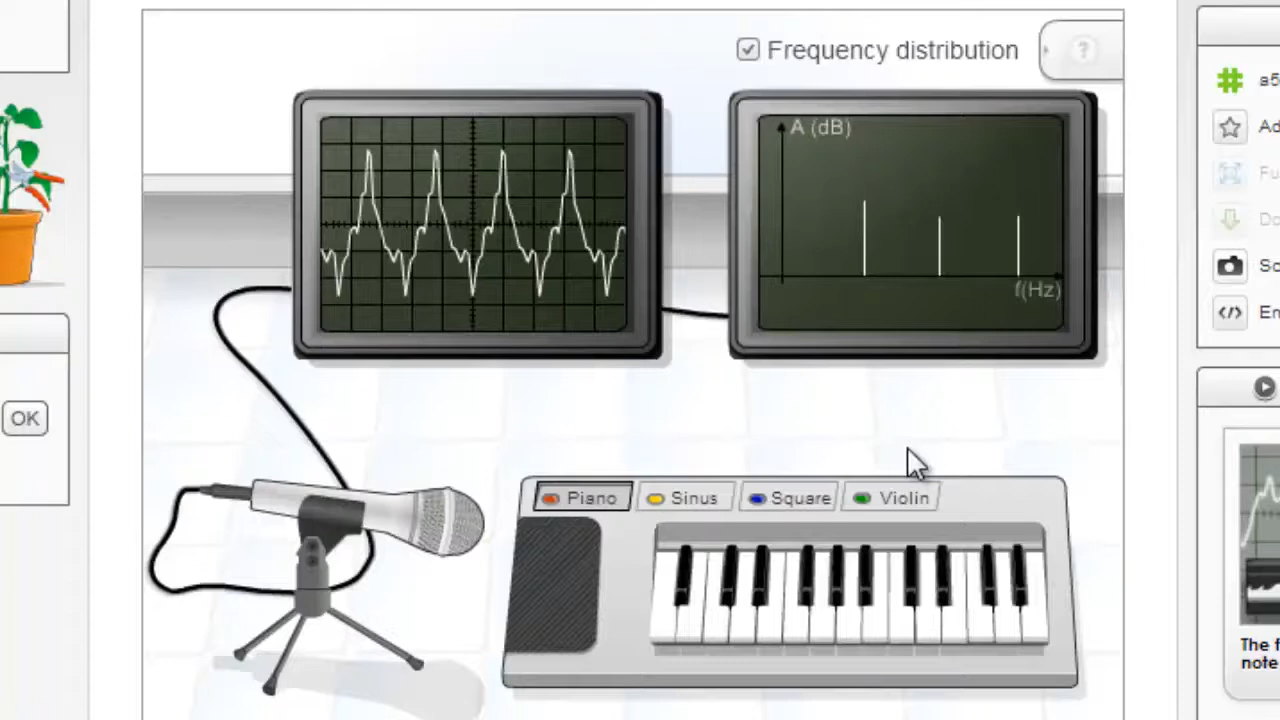 Frequency distribution
?
A (dB)
f(Hz)
OK
Piano
Sinus
Square
Violin
The f
note